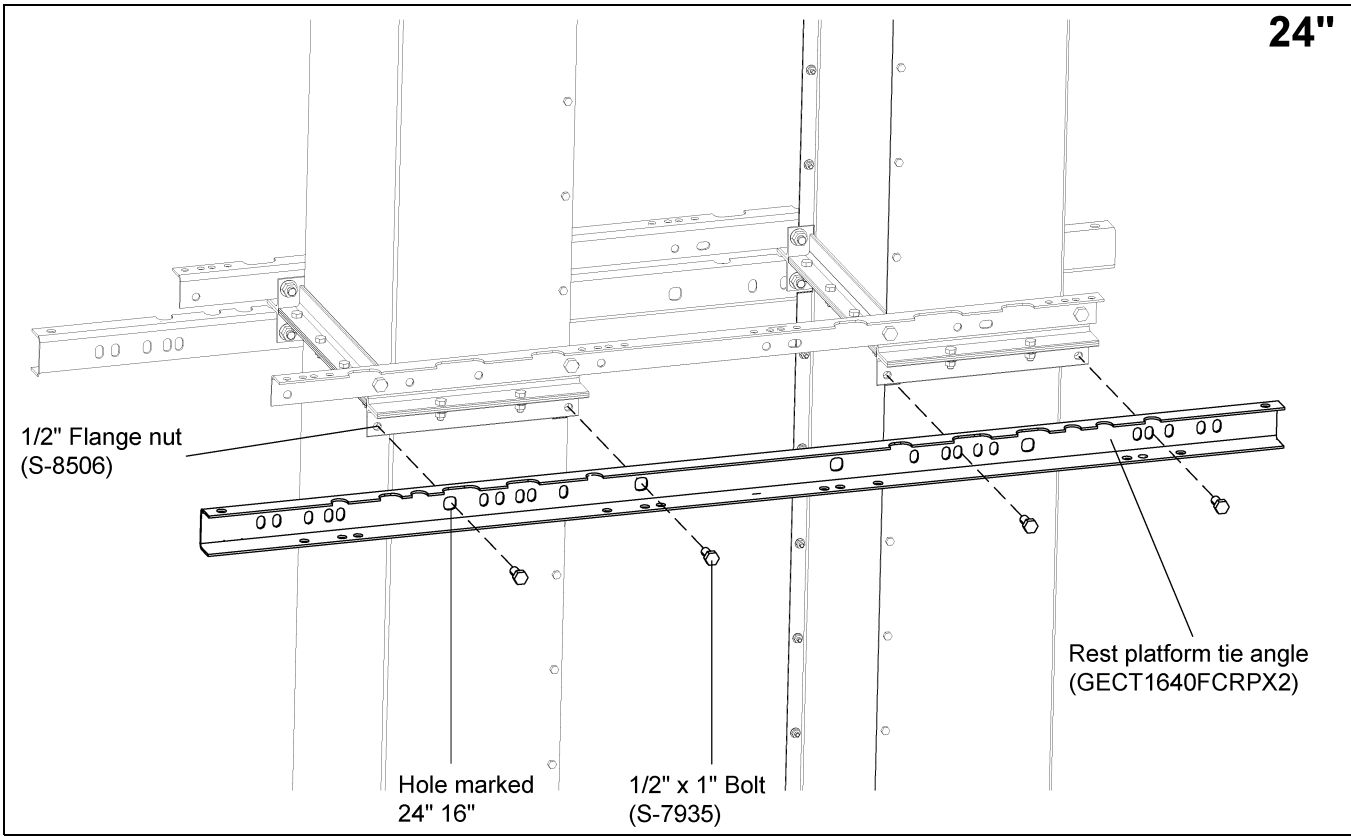 24"
1/2" Flange nut
(S-8506)
Rest platform tie angle
(GECT1640FCRPX2)
Hole marked
24" 16"
1/2" x 1" Bolt
(S-7935)